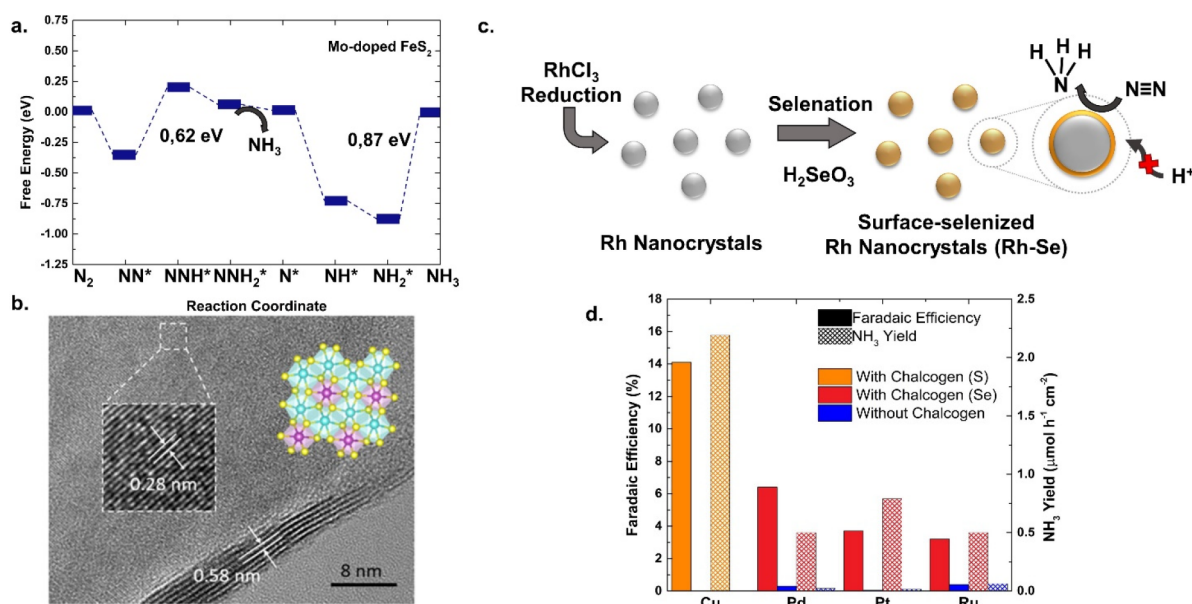 a.
0.75
0.50
0.25
0.00
-0.25
-0.50
-0.75
-1.00
-1.25
Free Energy (eV)
Mo-doped FeS₂
0,62 eV
NH₃
0,87 eV
N₂ NN* NNH* NNH₂* N* NH* NH₂* NH₃
Reaction Coordinate
b.
0.28 nm
0.58 nm
8 nm
c.
RhCl₃
Reduction
Rh Nanocrystals
Selenation
H₂SeO₃
Surface-selenized
Rh Nanocrystals (Rh-Se)
H H H
N
N≡N
H⁺
d.
18
16
14
12
10
8
6
4
2
0
Faradaic Efficiency (%)
Faradaic Efficiency
NH₃ Yield
With Chalcogen (S)
With Chalcogen (Se)
Without Chalcogen
2.5
2.0
1.5
1.0
0.5
0.0
NH₃ Yield (μmol h⁻¹ cm⁻²)
Cu Pd Pt Ru